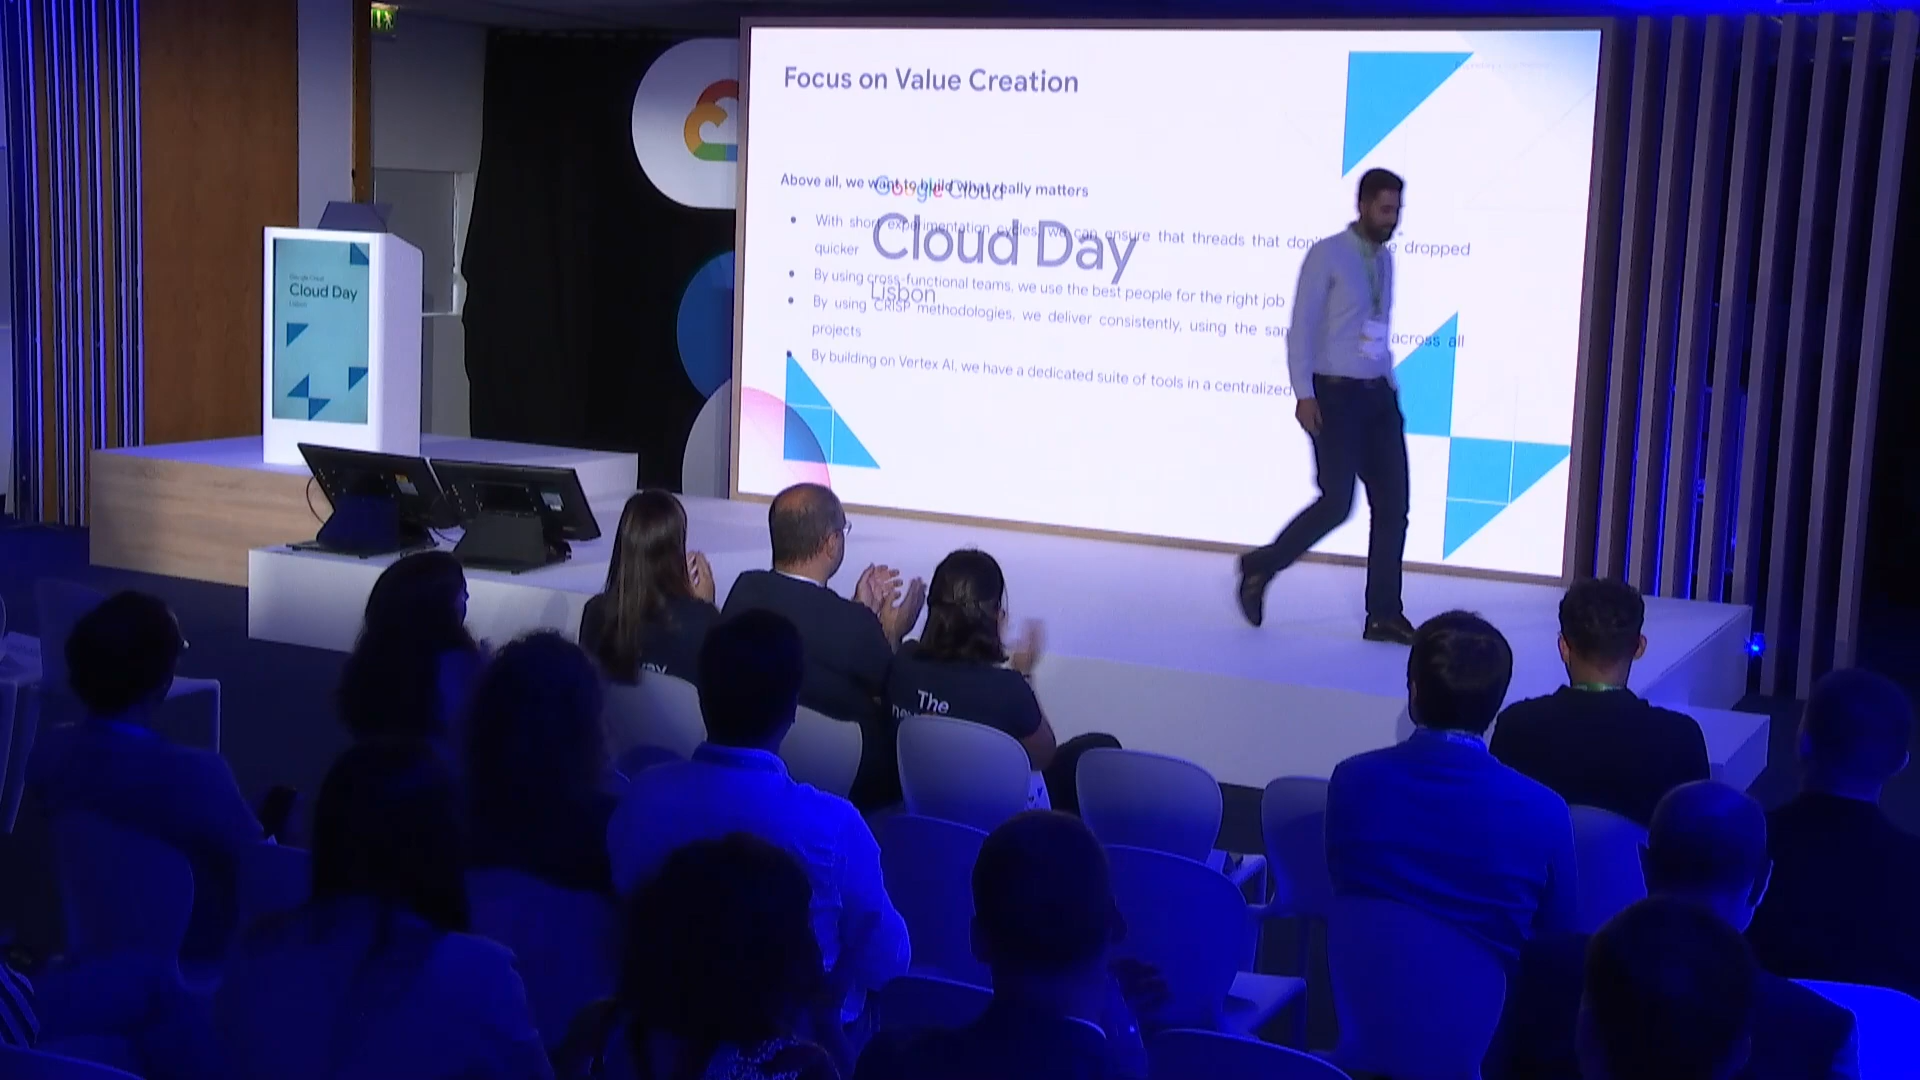 Focus on Value Creation
Above all, we want to build what really matters
Google Cloud
Cloud Day
Lisbon
With short experimentation cycles, we can ensure that threads that don' dropped
quicker
By using cross-functional teams, we use the best people for the right job
By using CRISP methodologies, we deliver consistently, using the across all
projects
By building on Vertex AI, we have a dedicated suite of tools in a centralized
Google Cloud
Cloud Day
Lisbon
The